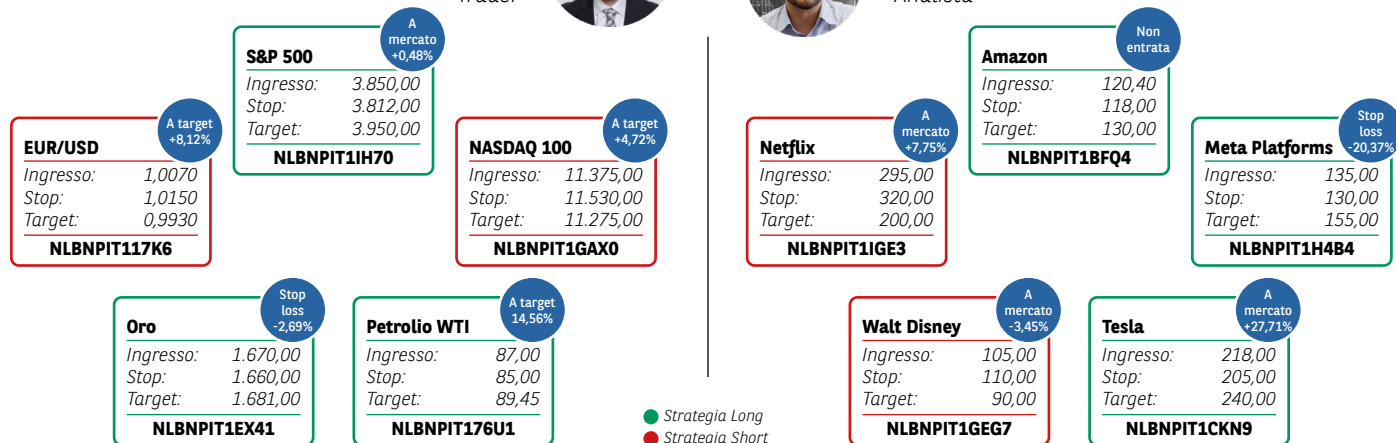 Trader
Analista
S&P 500
A
mercato
+0,48%
Ingresso: 3.850,00
Stop: 3.812,00
Target: 3.950,00
NLBNPIT1IH70
EUR/USD
A target
+8,12%
Ingresso: 1,0070
Stop: 1,0150
Target: 0,9930
NLBNPIT117K6
NASDAQ 100
A target
+4,72%
Ingresso: 11.375,00
Stop: 11.530,00
Target: 11.275,00
NLBNPIT1GAX0
Oro
Stop
loss
-2,69%
Ingresso: 1.670,00
Stop: 1.660,00
Target: 1.681,00
NLBNPIT1EX41
Petrolio WTI
A target
14,56%
Ingresso: 87,00
Stop: 85,00
Target: 89,45
NLBNPIT176U1
Amazon
Non
entrata
Ingresso: 120,40
Stop: 118,00
Target: 130,00
NLBNPIT1BFQ4
Netflix
A
mercato
+7,75%
Ingresso: 295,00
Stop: 320,00
Target: 200,00
NLBNPIT1IGE3
Meta Platforms
Stop
loss
-20,37%
Ingresso: 135,00
Stop: 130,00
Target: 155,00
NLBNPIT1H4B4
Walt Disney
A
mercato
-3,45%
Ingresso: 105,00
Stop: 110,00
Target: 90,00
NLBNPIT1GEG7
Tesla
A
mercato
+27,71%
Ingresso: 218,00
Stop: 205,00
Target: 240,00
NLBNPIT1CKN9
Strategia Long
Strategia Short